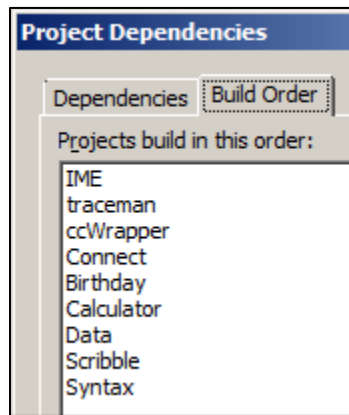 Project Dependencies
Dependencies Build Order
Projects build in this order:
IME
traceman
ccWrapper
Connect
Birthday
Calculator
Data
Scribble
Syntax